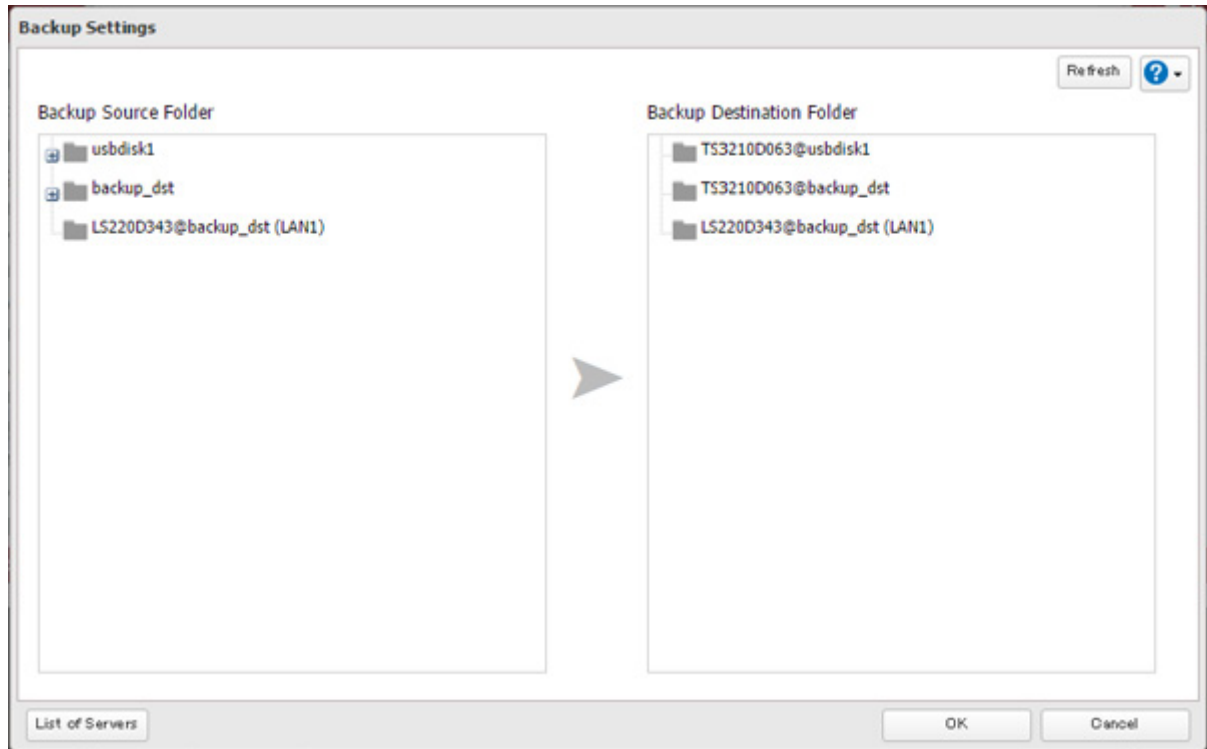 Backup Settings
Refresh
?
Backup Source Folder
usbdisk1
backup_dst
LS220D343@backup_dst (LAN1)
Backup Destination Folder
TS3210D063@usbdisk1
TS3210D063@backup_dst
LS220D343@backup_dst (LAN1)
List of Servers
OK
Cancel